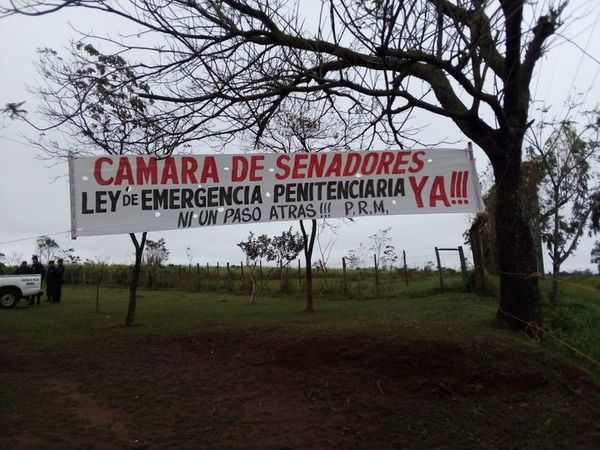 CAMARA DE SENADORES
LEY DE EMERGENCIA PENITENCIARIA YA!!!
NI UN PASO ATRAS!!! P.R.M.